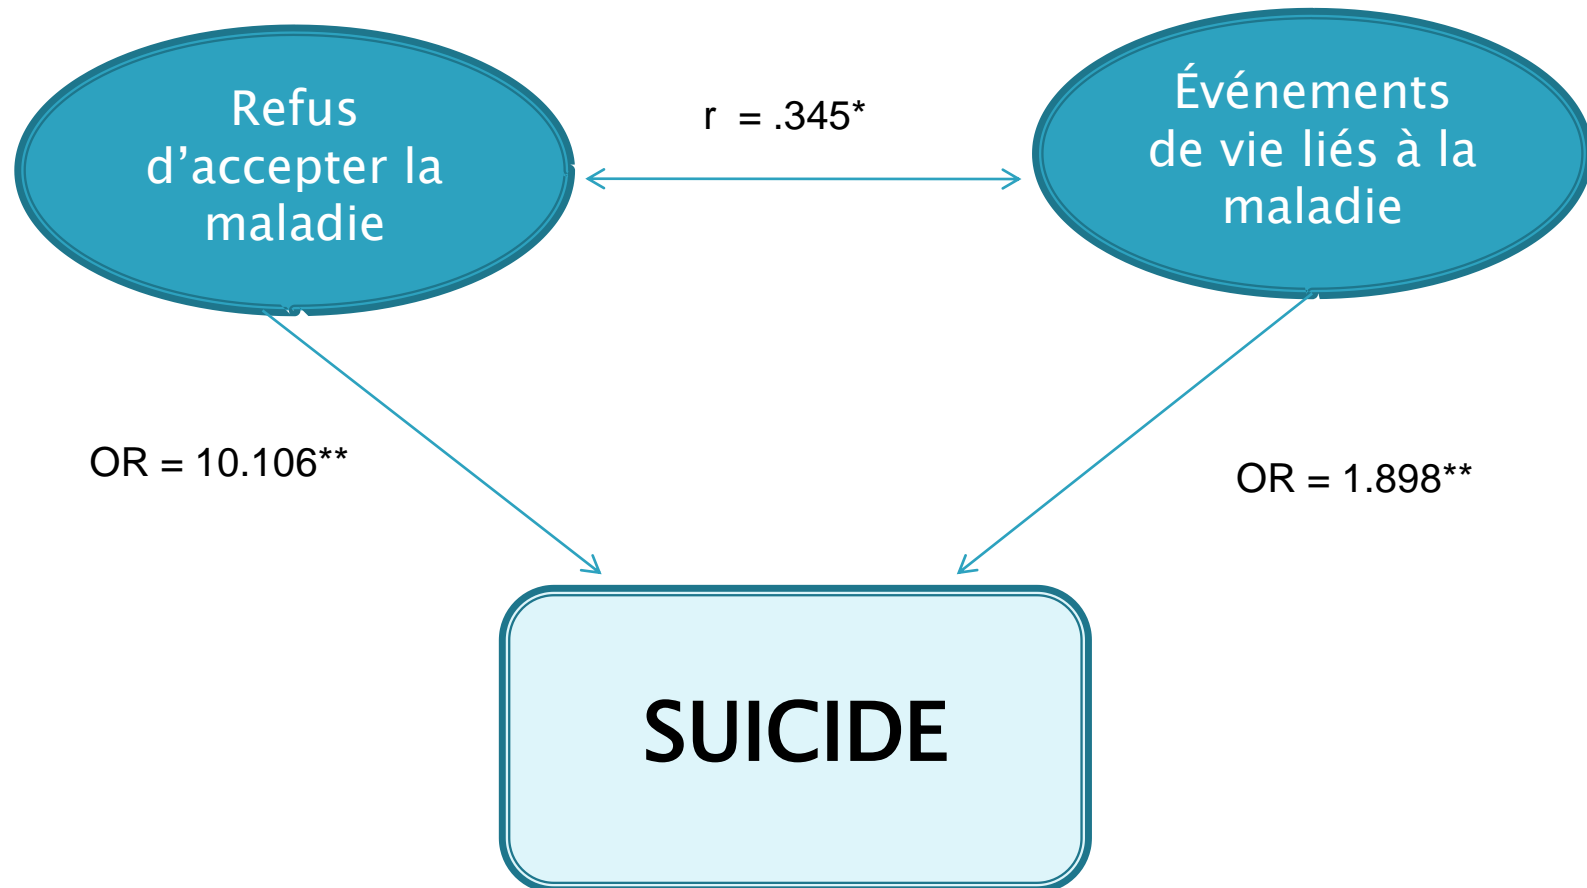 Refus
d’accepter la
maladie
r = .345*
Événements
de vie liés à la
maladie
OR = 10.106**
OR = 1.898**
SUICIDE